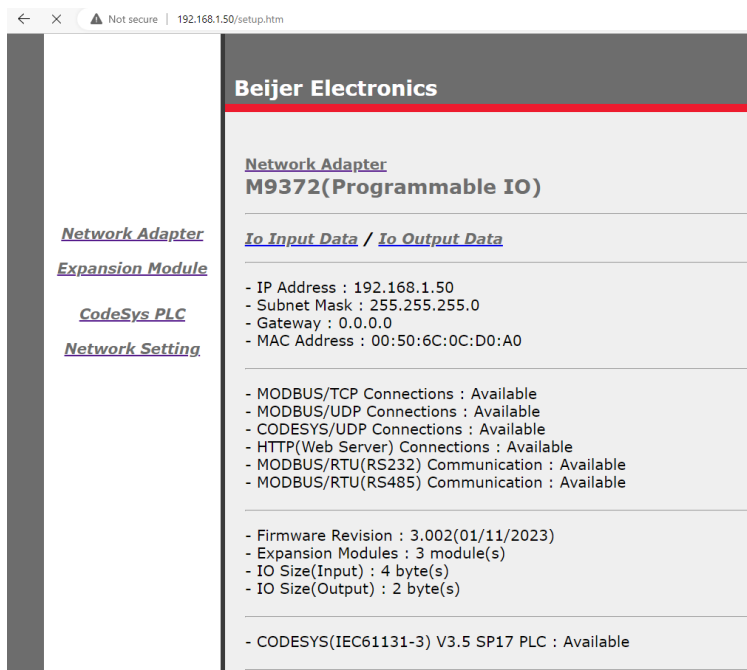 Not secure | 192.168.1.50/setup.htm
Beijer Electronics
Network Adapter
M9372(Programmable IO)
Network Adapter
Expansion Module
CodeSys PLC
Network Setting
Io Input Data / Io Output Data
- IP Address : 192.168.1.50
- Subnet Mask : 255.255.255.0
- Gateway : 0.0.0.0
- MAC Address : 00:50:6C:0C:D0:A0
- MODBUS/TCP Connections : Available
- MODBUS/UDP Connections : Available
- CODESYS/UDP Connections : Available
- HTTP(Web Server) Connections : Available
- MODBUS/RTU(RS232) Communication : Available
- MODBUS/RTU(RS485) Communication : Available
- Firmware Revision : 3.002(01/11/2023)
- Expansion Modules : 3 module(s)
- IO Size(Input) : 4 byte(s)
- IO Size(Output) : 2 byte(s)
- CODESYS(IEC61131-3) V3.5 SP17 PLC : Available